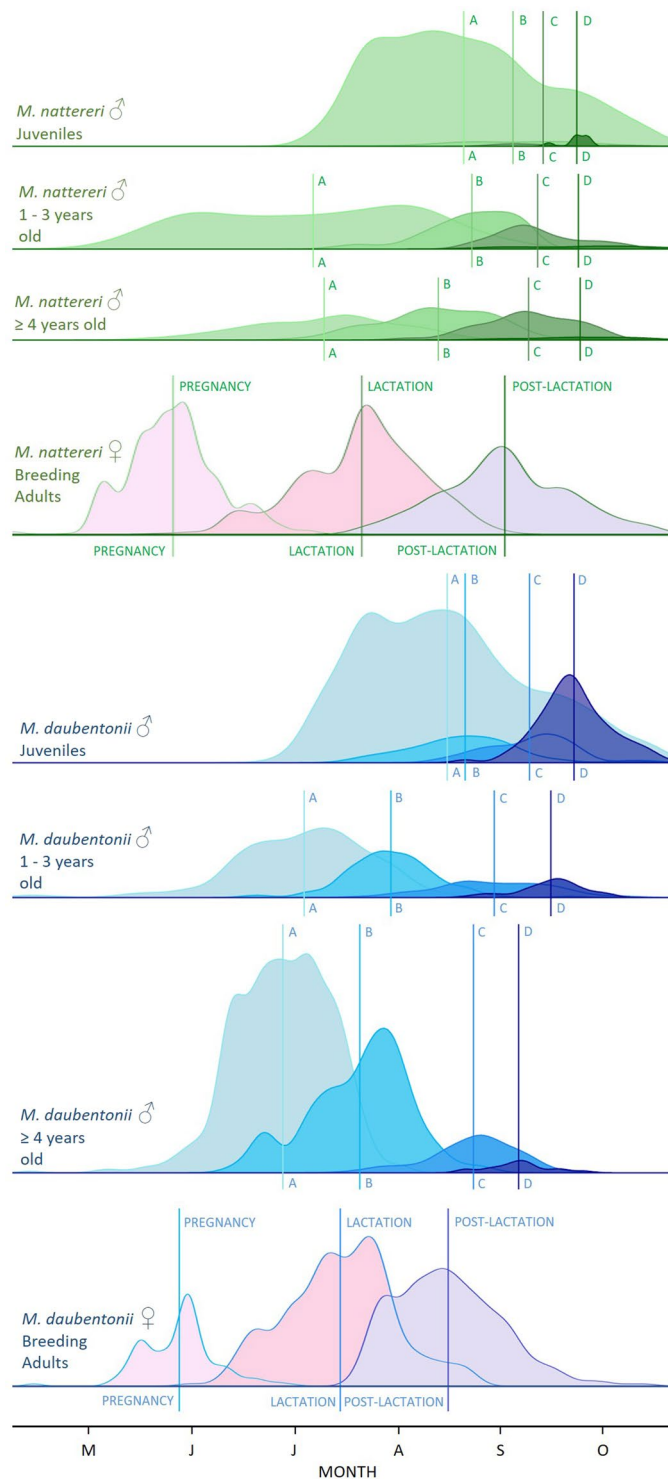 A B C D
M. nattereri ♂
Juveniles
A B C D
M. nattereri ♂
1 - 3 years
old
A B C D
A B C D
M. nattereri ♂
≥ 4 years old
A B C D
A B C D
PREGNANCY LACTATION POST-LACTATION
M. nattereri ♀
Breeding
Adults
PREGNANCY LACTATION POST-LACTATION
A B C D
M. daubentonii ♂
Juveniles
A B C D
A B C D
M. daubentonii ♂
1 - 3 years
old
A B C D
A B C D
M. daubentonii ♂
≥ 4 years
old
A B C D
PREGNANCY LACTATION POST-LACTATION
M. daubentonii ♀
Breeding
Adults
PREGNANCY LACTATION POST-LACTATION
M J J A S O
MONTH